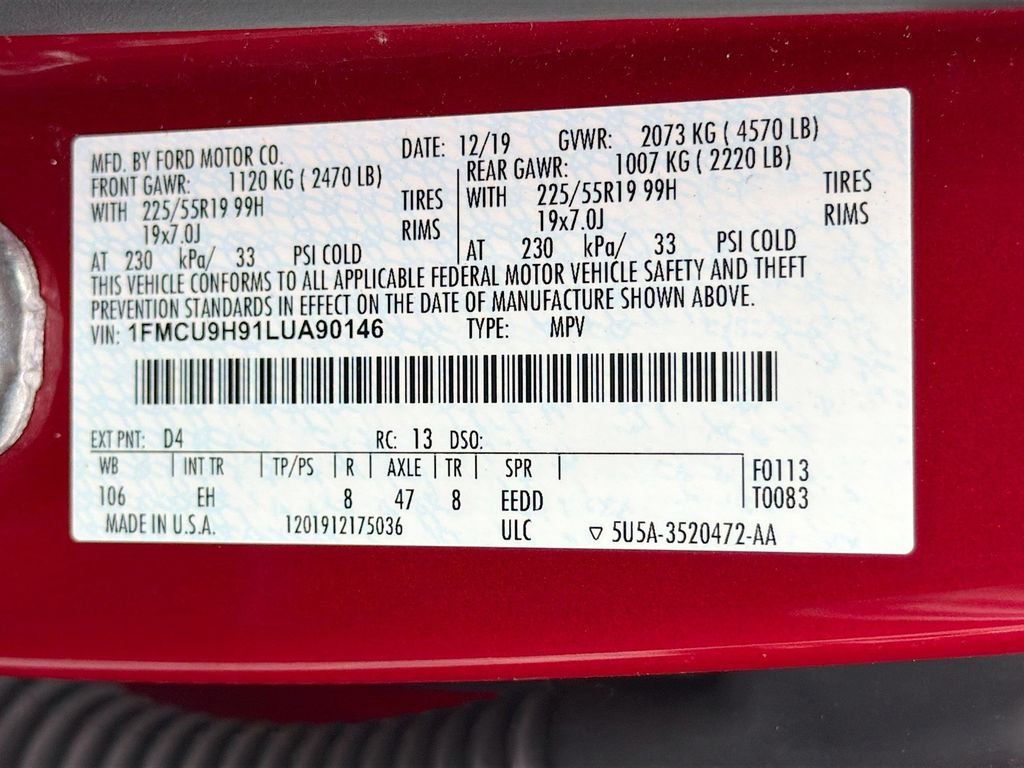 MFD. BY FORD MOTOR CO. DATE: 12/19 GVWR: 2073 KG ( 4570 LB)
FRONT GAWR: 1120 KG ( 2470 LB) REAR GAWR: 1007 KG ( 2220 LB)
WITH 225/55R19 99H TIRES WITH 225/55R19 99H TIRES
19x7.0J RIMS 19x7.0J RIMS
AT 230 kPa/ 33 PSI COLD AT 230 kPa/ 33 PSI COLD
THIS VEHICLE CONFORMS TO ALL APPLICABLE FEDERAL MOTOR VEHICLE SAFETY AND THEFT
PREVENTION STANDARDS IN EFFECT ON THE DATE OF MANUFACTURE SHOWN ABOVE.
VIN: 1FMCU9H91LUA90146 TYPE: MPV
EXT PNT: D4 RC: 13 DSO:
WB INT TR TP/PS R AXLE TR SPR F0113
106 EH 8 47 8 EEDD T0083
MADE IN U.S.A. 1201912175036 ULC ▽ 5U5A-3520472-AA